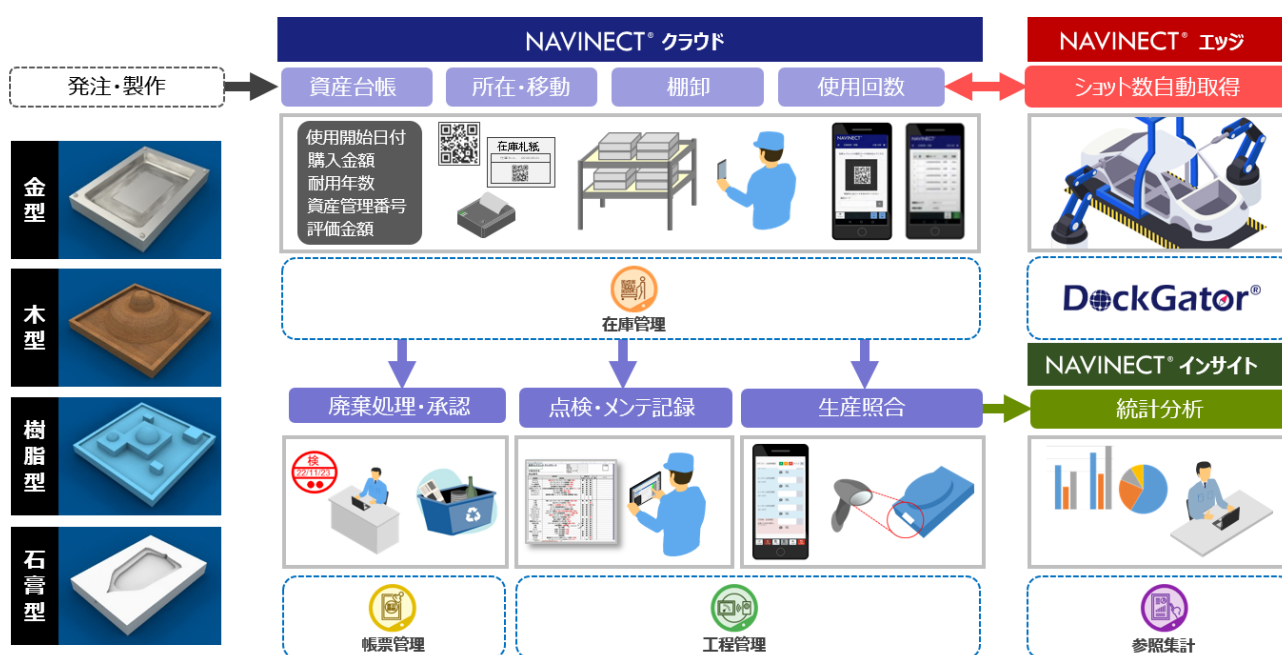 NAVINECT® クラウド
NAVINECT® エッジ
発注・製作
資産台帳
所在・移動
棚卸
使用回数
ショット数自動取得
金型
使用開始日付
購入金額
耐用年数
資産管理番号
評価金額
在庫札紙
NAVINECT
NAVINECT
木型
在庫管理
DockGator®
NAVINECT® インサイト
廃棄処理・承認
点検・メンテ記録
生産照合
統計分析
樹脂型
検
22/11/23
石膏型
帳票管理
工程管理
参照集計